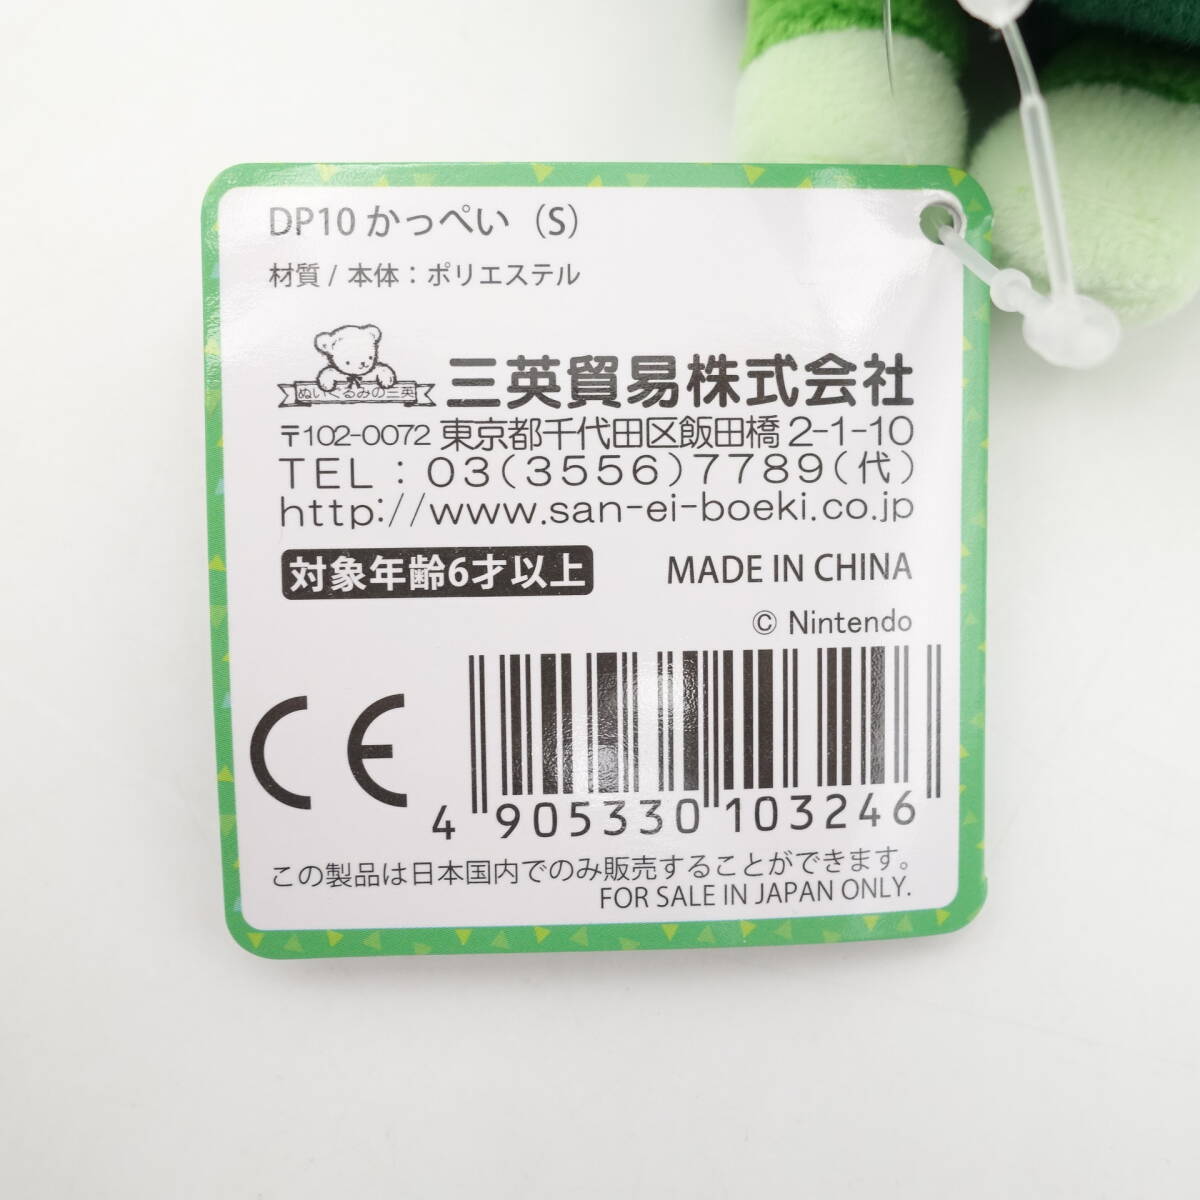 DP10 かっぺい（S）
材質 / 本体：ポリエステル
ぬいぐるみの三英
三英貿易株式会社
〒102-0072 東京都千代田区飯田橋 2-1-10
TEL：03(3556)7789(代)
http://www.san-ei-boeki.co.jp
対象年齢6才以上
MADE IN CHINA
© Nintendo
CE
4 905330 103246
この製品は日本国内でのみ販売することができます。
FOR SALE IN JAPAN ONLY.